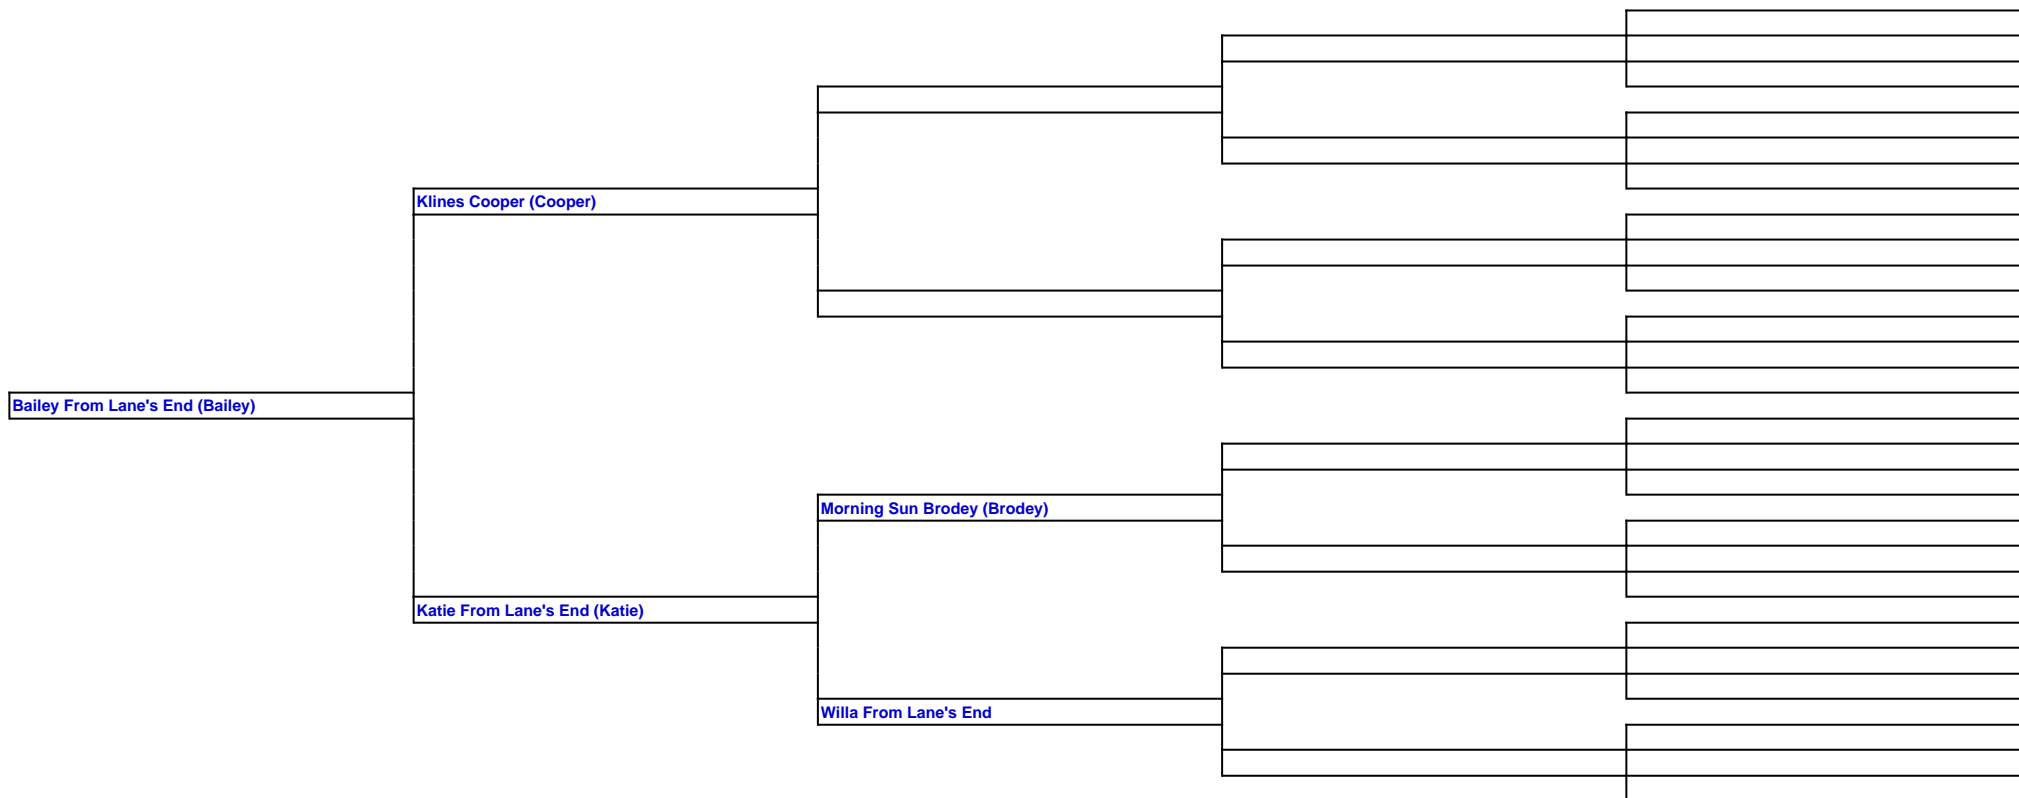 Klines Cooper (Cooper)
Bailey From Lane's End (Bailey)
Morning Sun Brodey (Brodey)
Katie From Lane's End (Katie)
Willa From Lane's End